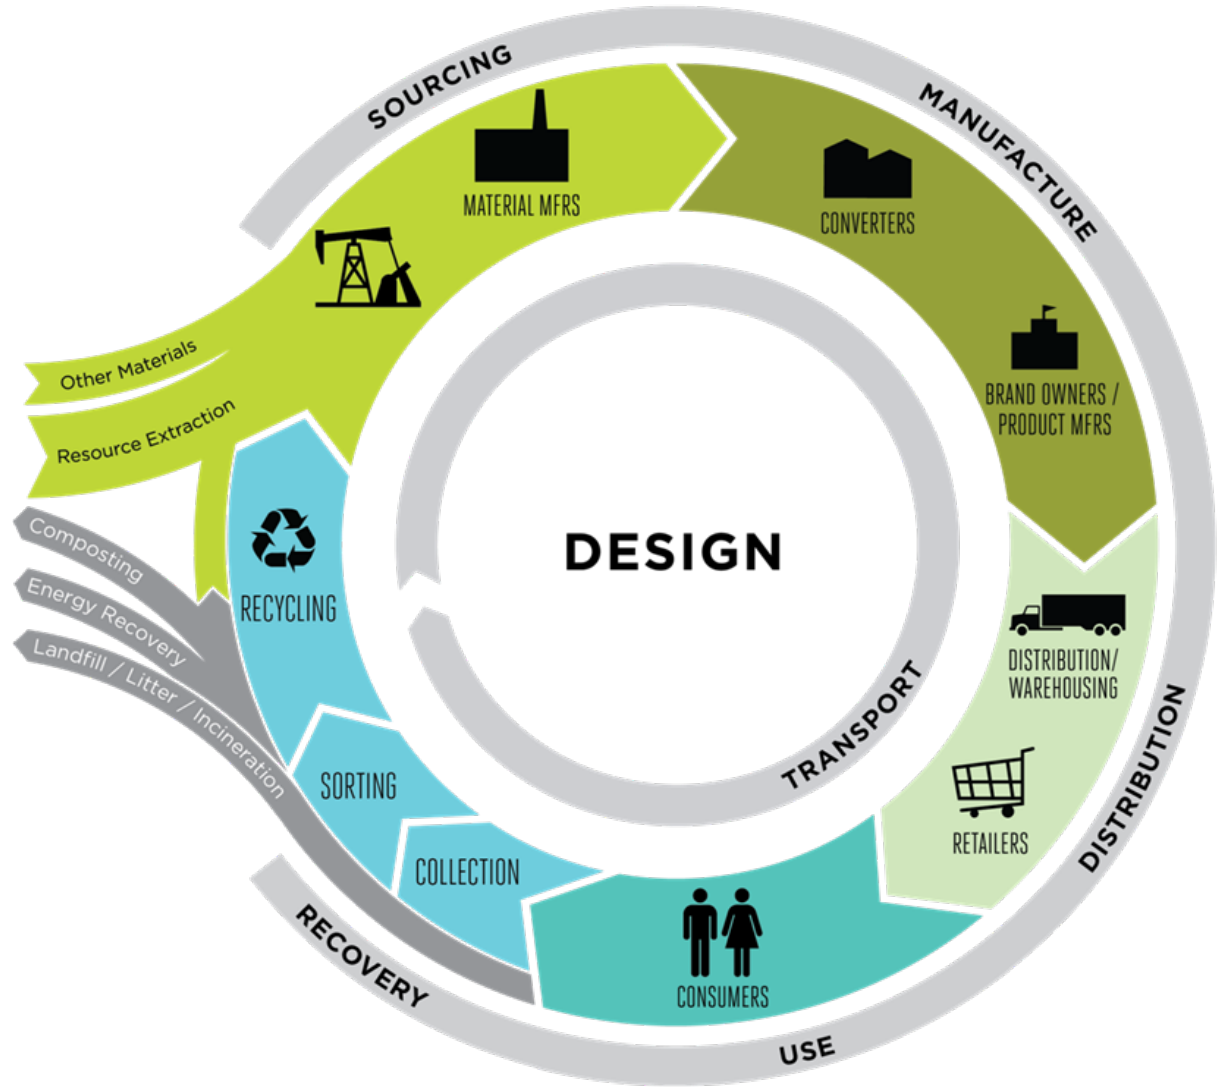 SOURCING
MANUFACTURE
MATERIAL MFRS
CONVERTERS
BRAND OWNERS /
PRODUCT MFRS
Other Materials
Resource Extraction
Composting
Energy Recovery
Landfill / Litter / Incineration
RECYCLING
DESIGN
TRANSPORT
DISTRIBUTION/
WAREHOUSING
DISTRIBUTION
RETAILERS
SORTING
COLLECTION
CONSUMERS
RECOVERY
USE